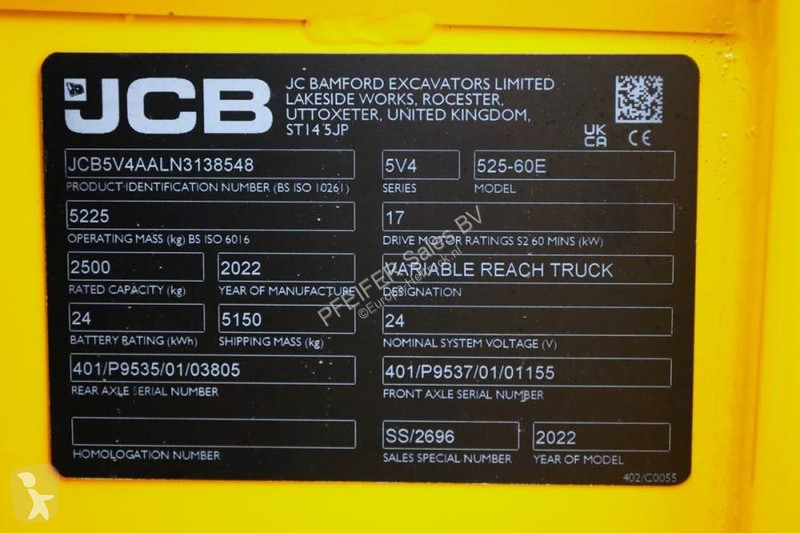 JCB
JC BAMFORD EXCAVATORS LIMITED
LAKESIDE WORKS, ROCESTER,
UTTOXETER, UNITED KINGDOM,
ST14 5JP
UK
CA CE
JCB5V4AALN3138548 5V4 525-60E
PRODUCT IDENTIFICATION NUMBER (BS ISO 10261) SERIES MODEL
5225 17
OPERATING MASS (kg) BS ISO 6016 DRIVE MOTOR RATINGS S2 60 MINS (kW)
2500 2022 VARIABLE REACH TRUCK
RATED CAPACITY (kg) YEAR OF MANUFACTURE DESIGNATION
24 5150 24
BATTERY RATING (kWh) SHIPPING MASS (kg) NOMINAL SYSTEM VOLTAGE (V)
401/P9535/01/03805 401/P9537/01/01155
REAR AXLE SERIAL NUMBER FRONT AXLE SERIAL NUMBER
SS/2696 2022
HOMOLOGATION NUMBER SALES SPECIAL NUMBER YEAR OF MODEL
402/C0055
PFEIFER Sales BV